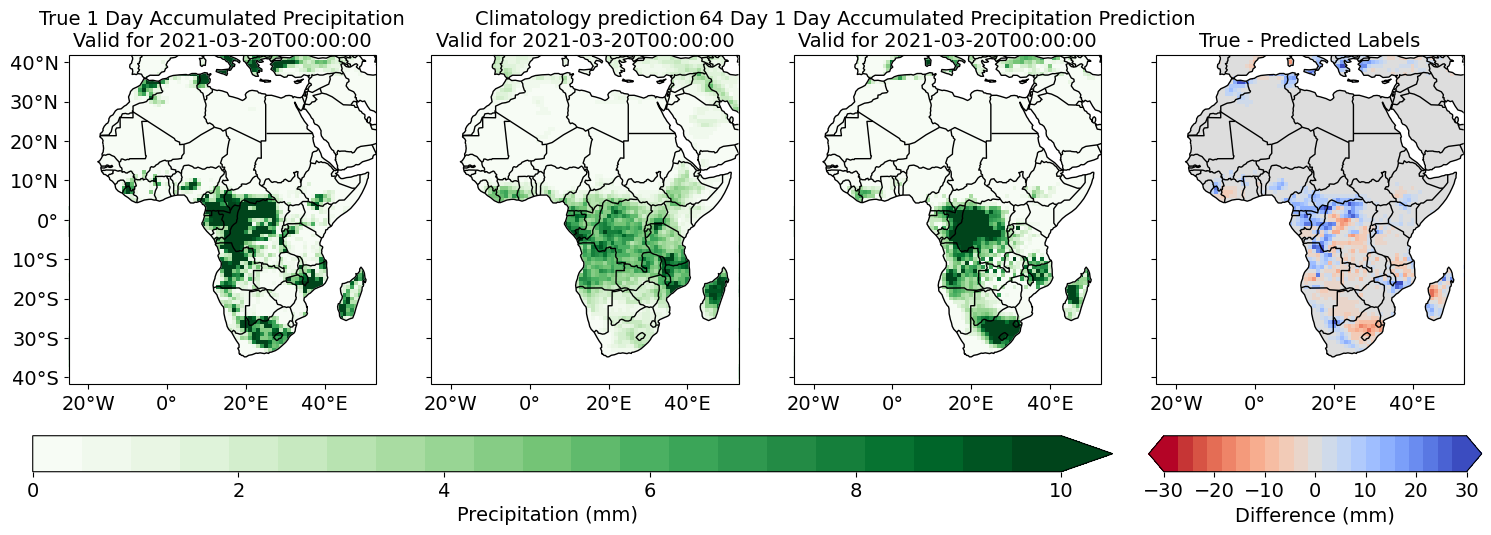 True 1 Day Accumulated Precipitation
Valid for 2021-03-20T00:00:00
Climatology prediction
Valid for 2021-03-20T00:00:00
64 Day 1 Day Accumulated Precipitation Prediction
Valid for 2021-03-20T00:00:00
True - Predicted Labels
40°N
30°N
20°N
10°N
0°
10°S
20°S
30°S
40°S
20°W 0° 20°E 40°E
20°W 0° 20°E 40°E
20°W 0° 20°E 40°E
20°W 0° 20°E 40°E
0 2 4 6 8 10
Precipitation (mm)
−30 −20 −10 0 10 20 30
Difference (mm)